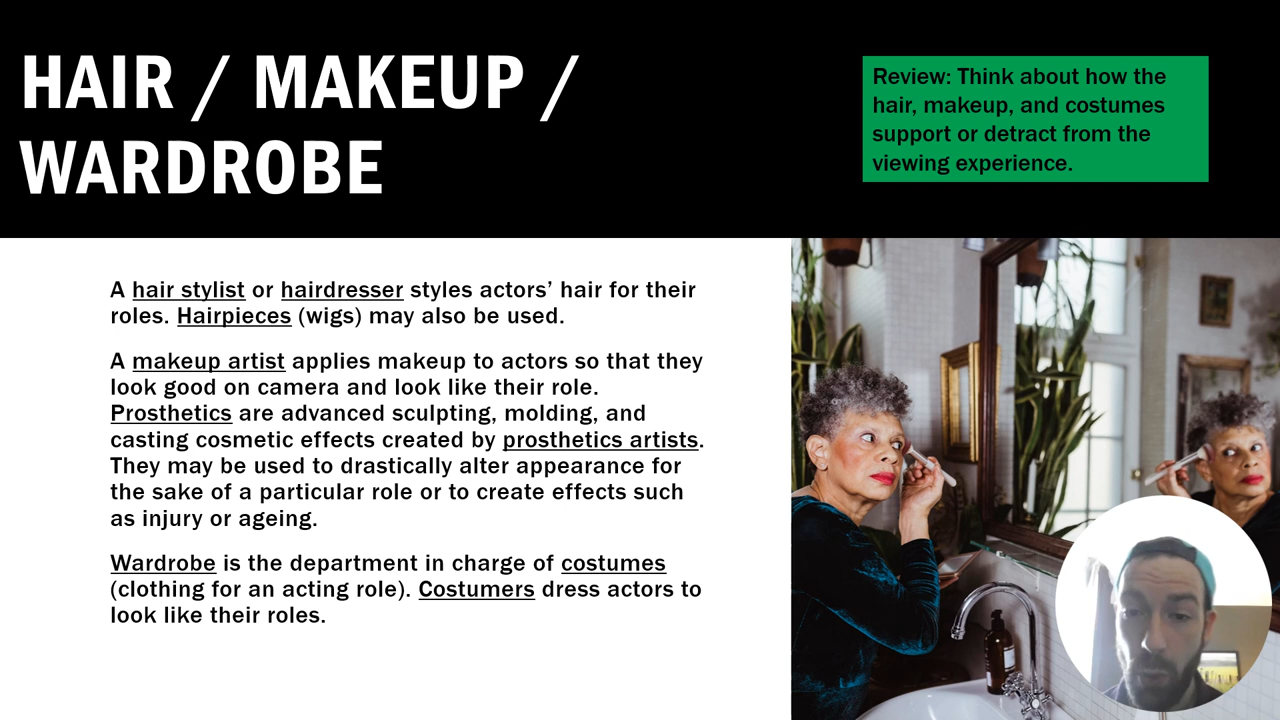 HAIR / MAKEUP /
WARDROBE
Review: Think about how the
hair, makeup, and costumes
support or detract from the
viewing experience.
A hair stylist or hairdresser styles actors’ hair for their
roles. Hairpieces (wigs) may also be used.
A makeup artist applies makeup to actors so that they
look good on camera and look like their role.
Prosthetics are advanced sculpting, molding, and
casting cosmetic effects created by prosthetics artists.
They may be used to drastically alter appearance for
the sake of a particular role or to create effects such
as injury or ageing.
Wardrobe is the department in charge of costumes
(clothing for an acting role). Costumers dress actors to
look like their roles.